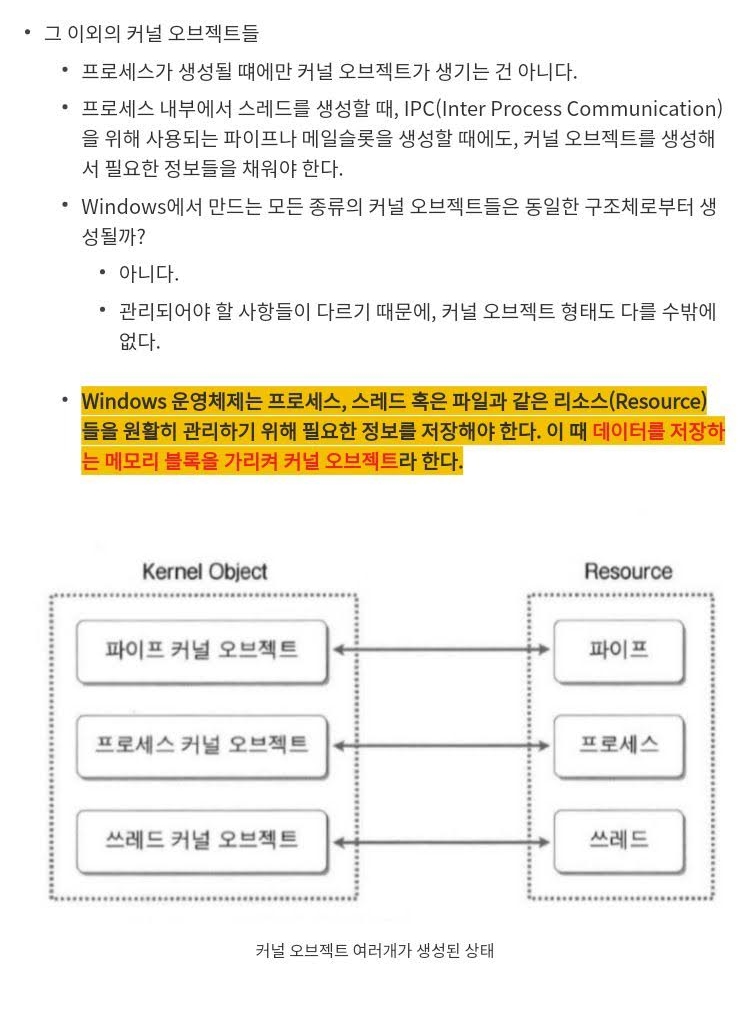 그 이외의 커널 오브젝트들
프로세스가 생성될 떄에만 커널 오브젝트가 생기는 건 아니다.
프로세스 내부에서 스레드를 생성할 때, IPC(Inter Process Communication)
을 위해 사용되는 파이프나 메일슬롯을 생성할 때에도, 커널 오브젝트를 생성해
서 필요한 정보들을 채워야 한다.
Windows에서 만드는 모든 종류의 커널 오브젝트들은 동일한 구조체로부터 생
성될까?
아니다.
관리되어야 할 사항들이 다르기 때문에, 커널 오브젝트 형태도 다를 수밖에
없다.
Windows 운영체제는 프로세스, 스레드 혹은 파일과 같은 리소스(Resource)
들을 원활히 관리하기 위해 필요한 정보를 저장해야 한다. 이 때 데이터를 저장하
는 메모리 블록을 가리켜 커널 오브젝트라 한다.
Kernel Object
Resource
파이프 커널 오브젝트
파이프
프로세스 커널 오브젝트
프로세스
쓰레드 커널 오브젝트
쓰레드
커널 오브젝트 여러개가 생성된 상태